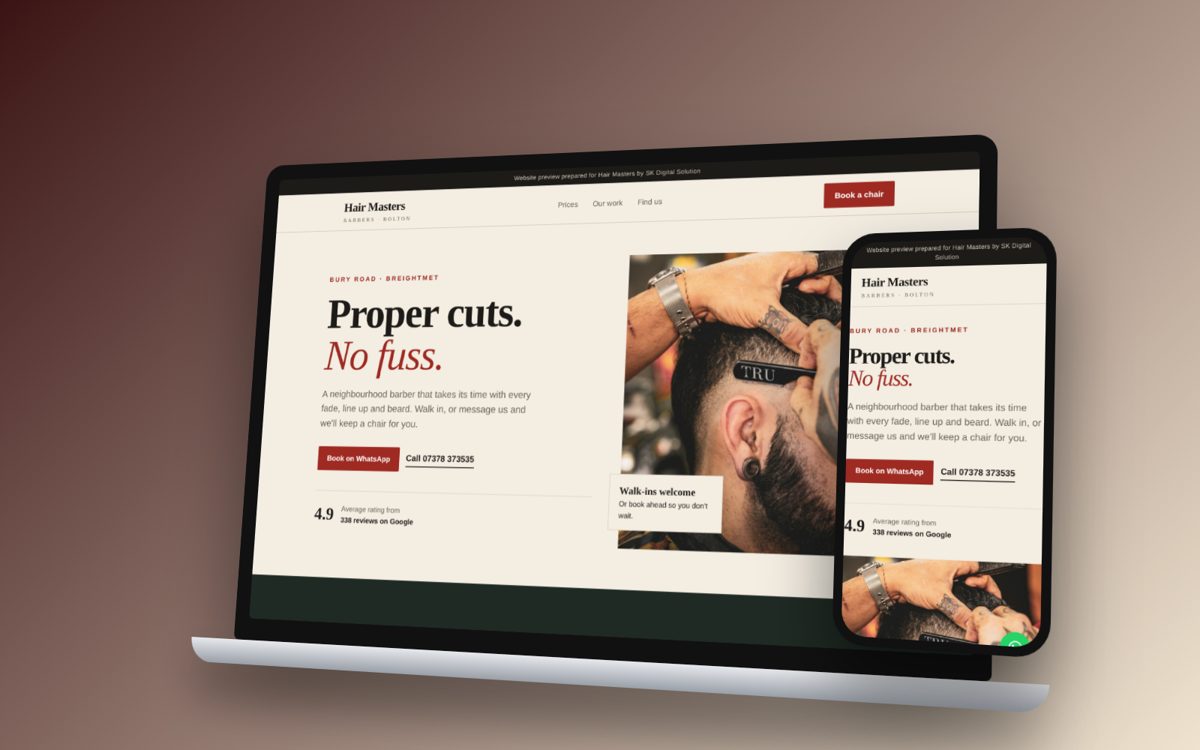 Website preview prepared for Hair Masters by SK Digital Solution
Hair Masters
BARBERS · BOLTON
Prices
Our work
Find us
Book a chair
BURY ROAD · BREIGHTMET
Proper cuts.
No fuss.
A neighbourhood barber that takes its time with every
fade, line up and beard. Walk in, or message us and
we'll keep a chair for you.
Book on WhatsApp
Call 07378 373535
4.9
Average rating from
338 reviews on Google
TRU
Walk-ins welcome
Or book ahead so you don't
wait.
Website preview prepared for Hair Masters by SK Digital
Solution
Hair Masters
BARBERS · BOLTON
BURY ROAD · BREIGHTMET
Proper cuts.
No fuss.
A neighbourhood barber that takes its time
with every fade, line up and beard. Walk in, or
message us and we'll keep a chair for you.
Book on WhatsApp
Call 07378 373535
4.9
Average rating from
338 reviews on Google
TRU